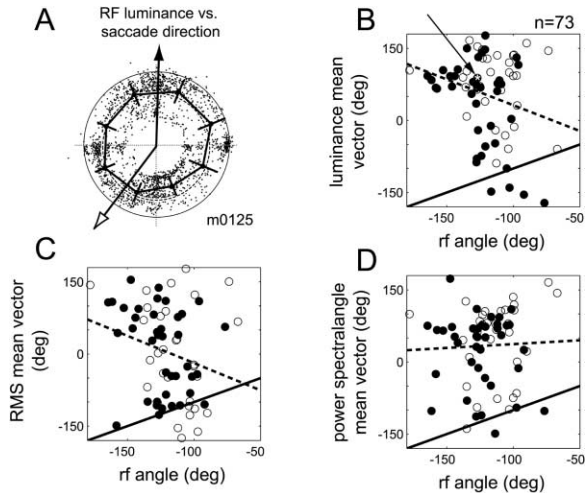 A
RF luminance vs.
saccade direction
m0125
B
n=73
luminance mean
vector (deg)
150
0
-150
-150
-100
-50
rf angle (deg)
C
RMS mean vector
(deg)
150
0
-150
-150
-100
-50
rf angle (deg)
D
power spectralangle
mean vector (deg)
150
0
-150
-150
-100
-50
rf angle (deg)